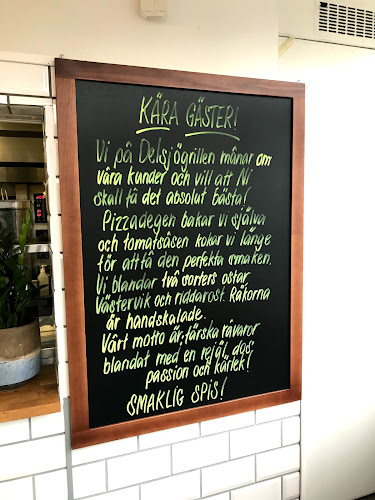 KÄRA GÄSTER!
Vi på Delsjögrillen månar om
våra kunder och vill att Ni
skall få det absolut bästa!
Pizzadegen bakar vi själva
och tomatsåsen kokar vi länge
för att få den perfekta smaken.
Vi blandar två sorters ostar
Västervik och riddarost. Räkorna
är handskalade.
Vårt motto är, färska råvaror
blandat med en rejäl dos
passion och kärlek!
SMAKLIG SPIS!